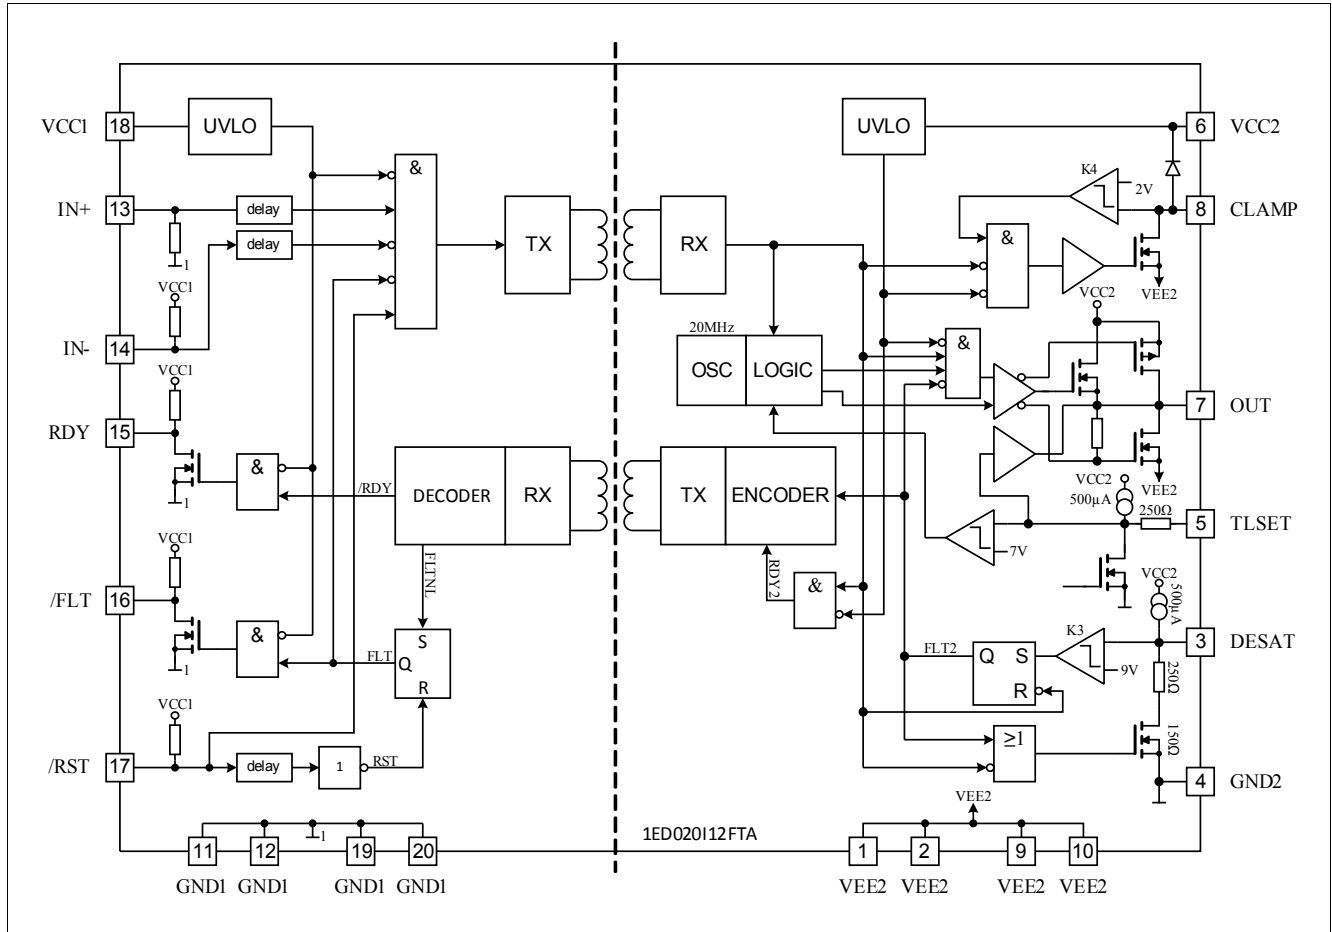 VCC1
18
UVLO
UVLO
6
VCC2
&
K4
2V
IN+
13
delay
8
CLAMP
delay
TX
RX
&
1
VCC1
VEE2
VCC2
IN-
14
20MHz
OSC
LOGIC
&
VCC1
7
OUT
RDY
15
&
/RDY
DECODER
RX
TX
ENCODER
VCC2
500µA
VEE2
1
250Ω
5
TLSET
7V
VCC1
FLTNL
RDY2
&
VCC2
500µA
/FLT
16
&
FLT
S
Q
R
FLT2
Q
S
R
K3
9V
3
DESAT
1
250Ω
VCC1
150Ω
≥1
/RST
17
delay
1
RST
4
GND2
VEE2
1
1ED020I12FTA
11
12
19
20
1
2
9
10
GND1
GND1
GND1
GND1
VEE2
VEE2
VEE2
VEE2